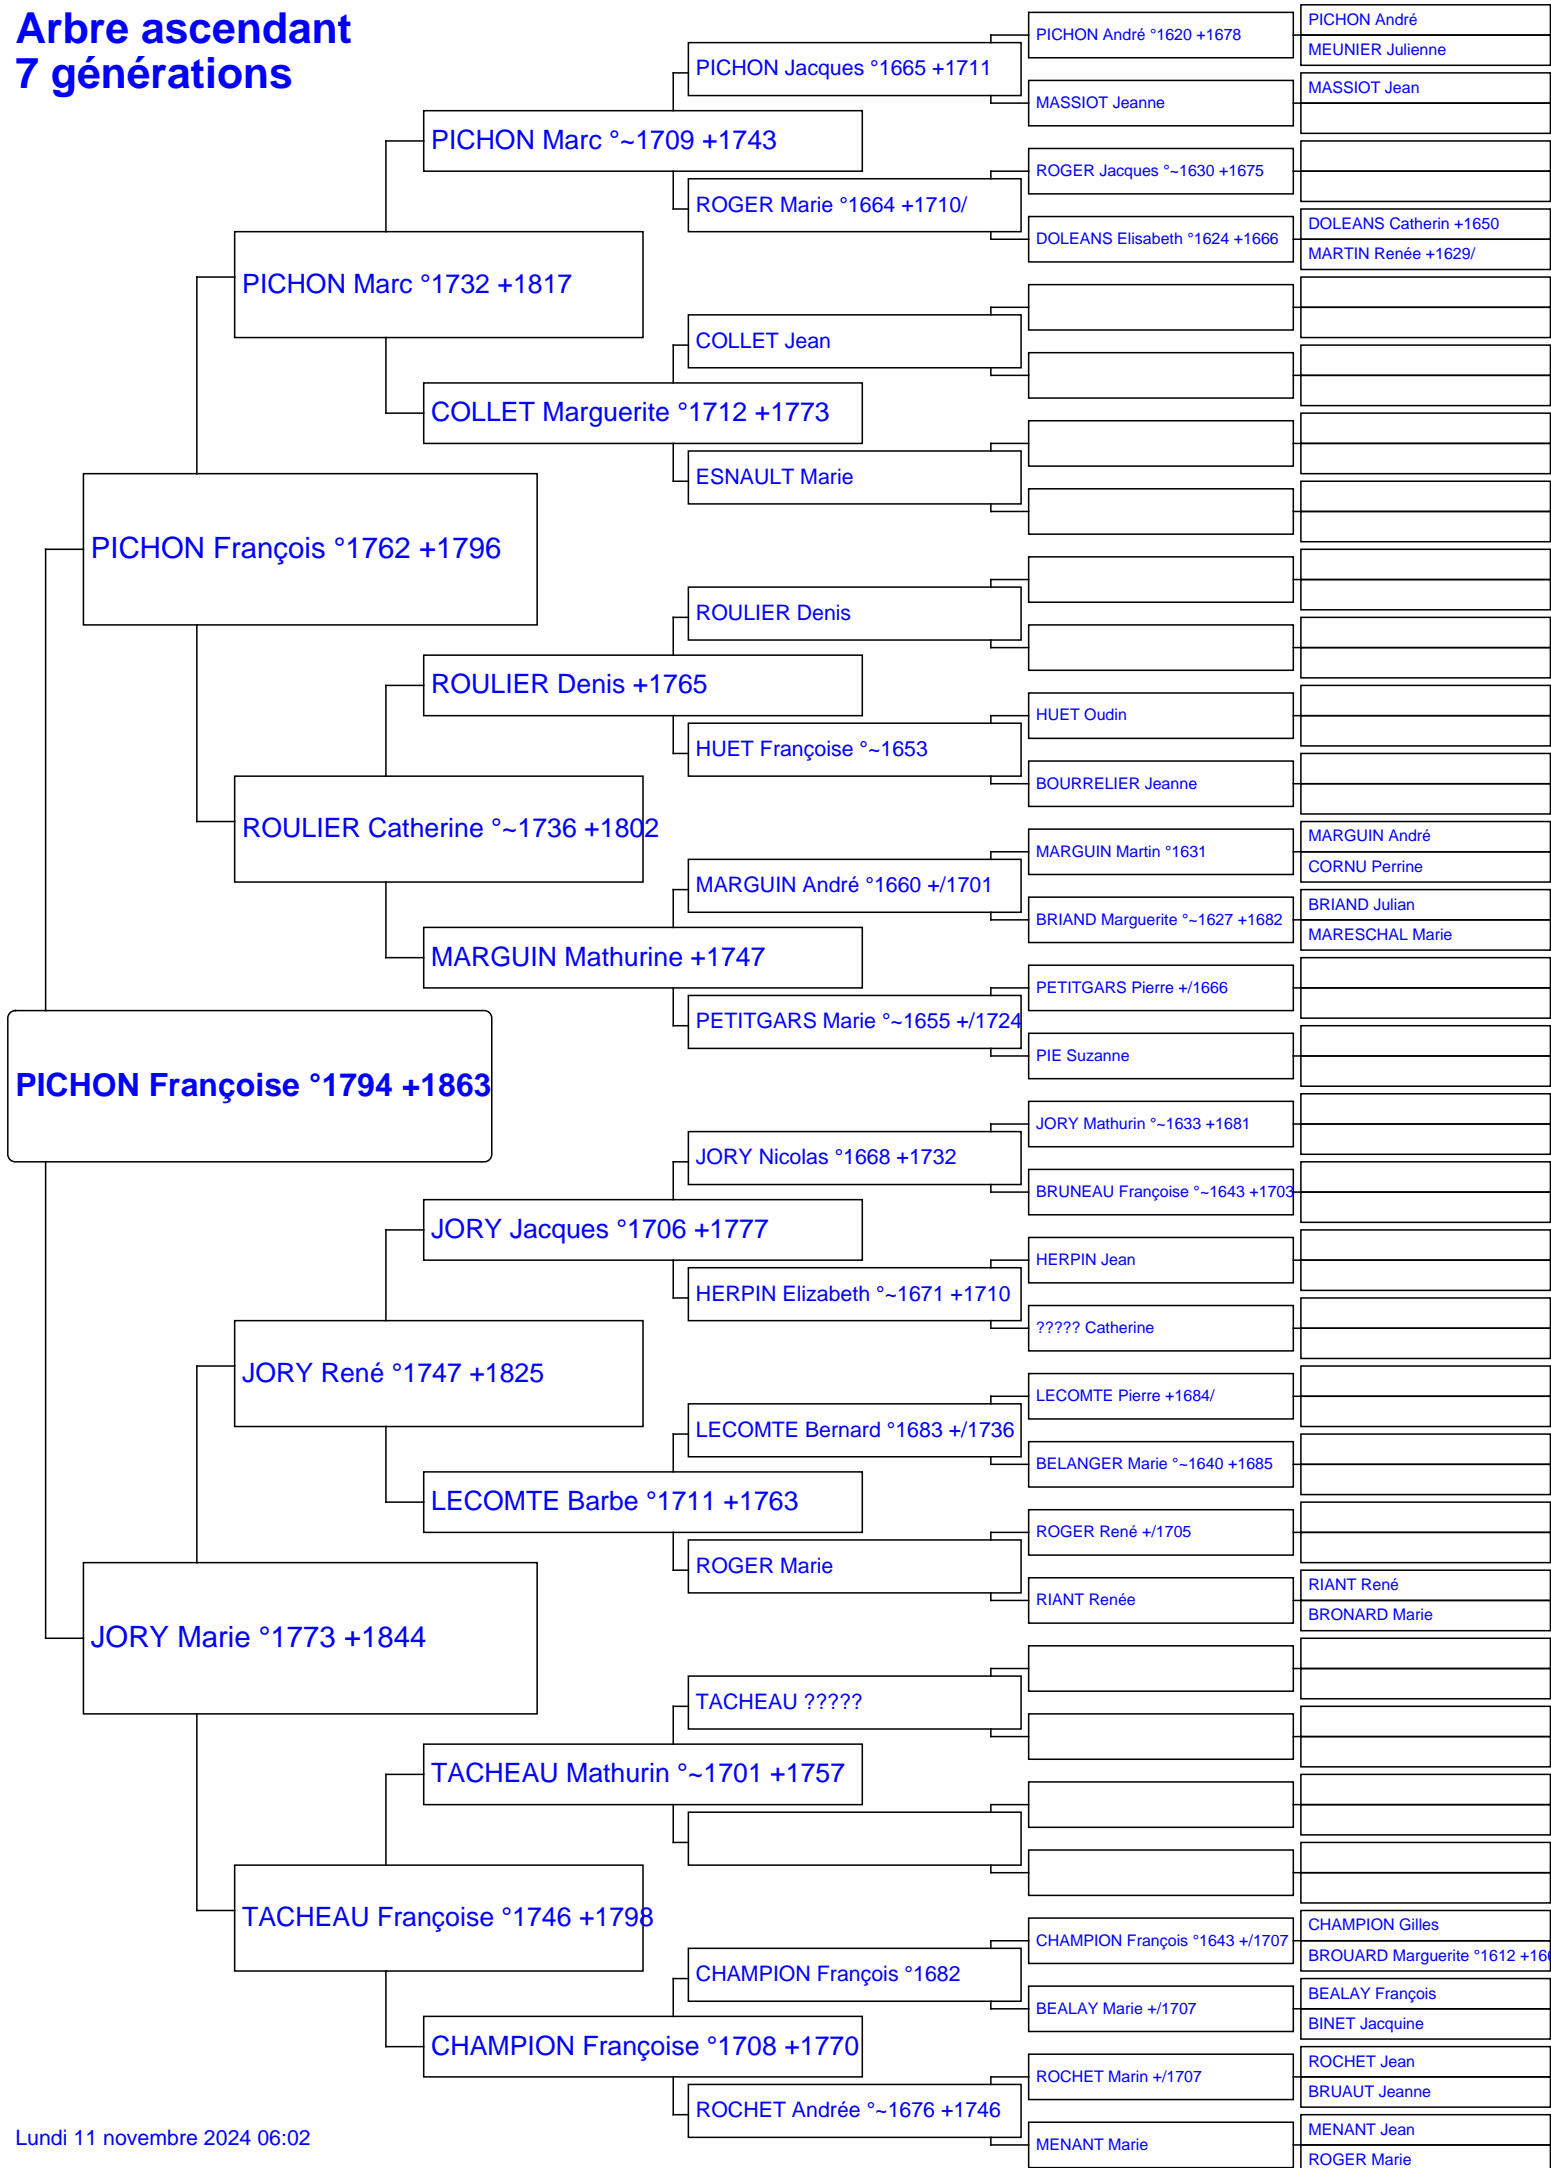 Arbre ascendant
7 générations
PICHON Françoise °1794 +1863
PICHON François °1762 +1796
JORY Marie °1773 +1844
PICHON Marc °1732 +1817
ROULIER Catherine °~1736 +1802
JORY René °1747 +1825
TACHEAU Françoise °1746 +1798
PICHON Marc °~1709 +1743
COLLET Marguerite °1712 +1773
ROULIER Denis +1765
MARGUIN Mathurine +1747
JORY Jacques °1706 +1777
LECOMTE Barbe °1711 +1763
TACHEAU Mathurin °~1701 +1757
CHAMPION Françoise °1708 +1770
PICHON Jacques °1665 +1711
ROGER Marie °1664 +1710/
COLLET Jean
ESNAULT Marie
ROULIER Denis
HUET Françoise °~1653
MARGUIN André °1660 +/1701
PETITGARS Marie °~1655 +/1724
JORY Nicolas °1668 +1732
HERPIN Elizabeth °~1671 +1710
LECOMTE Bernard °1683 +/1736
ROGER Marie
TACHEAU ?????
CHAMPION François °1682
ROCHET Andrée °~1676 +1746
PICHON André °1620 +1678
MASSIOT Jeanne
ROGER Jacques °~1630 +1675
DOLEANS Elisabeth °1624 +1666
HUET Oudin
BOURRELIER Jeanne
MARGUIN Martin °1631
BRIAND Marguerite °~1627 +1682
PETITGARS Pierre +/1666
PIE Suzanne
JORY Mathurin °~1633 +1681
BRUNEAU Françoise °~1643 +1703
HERPIN Jean
????? Catherine
LECOMTE Pierre +1684/
BELANGER Marie °~1640 +1685
ROGER René +/1705
RIANT Renée
CHAMPION François °1643 +/1707
BEALAY Marie +/1707
ROCHET Marin +/1707
MENANT Marie
PICHON André
MEUNIER Julienne
MASSIOT Jean
DOLEANS Catherin +1650
MARTIN Renée +1629/
MARGUIN André
CORNU Perrine
BRIAND Julian
MARESCHAL Marie
RIANT René
BRONARD Marie
CHAMPION Gilles
BROUARD Marguerite °1612
BEALAY François
BINET Jacquine
ROCHET Jean
BRUAUT Jeanne
MENANT Jean
ROGER Marie
Lundi 11 novembre 2024 06:02